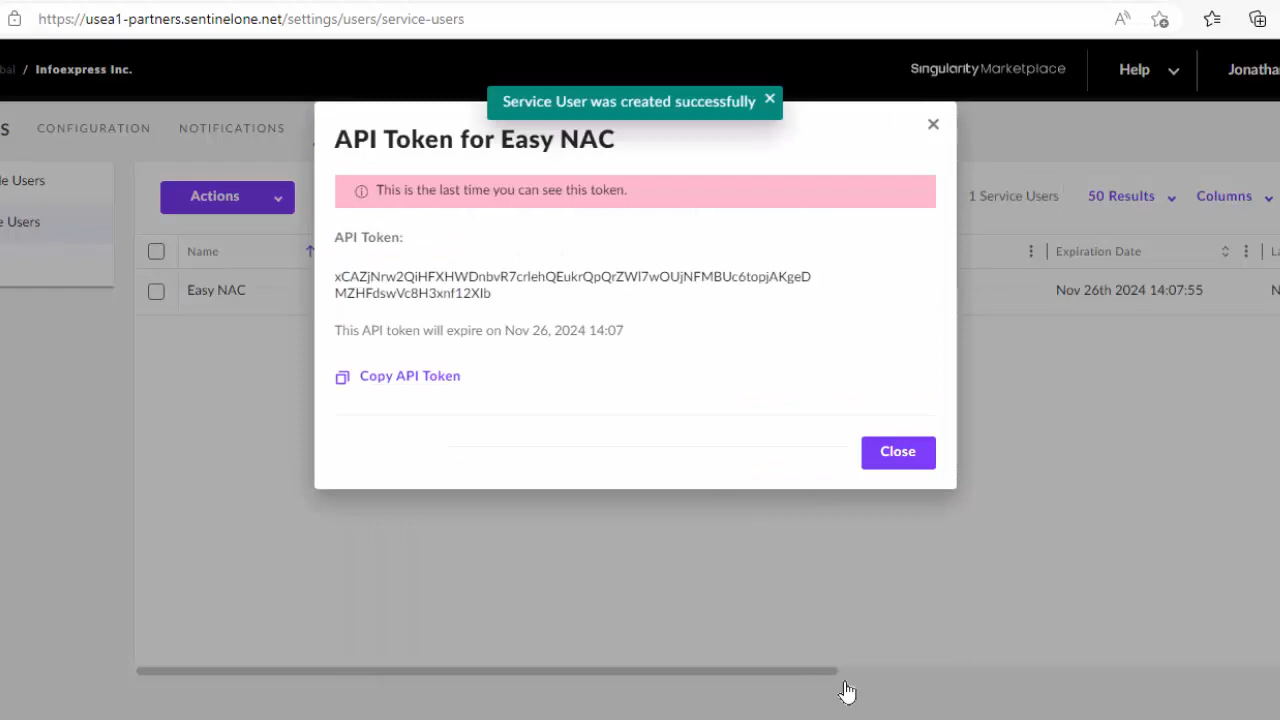 https://usea1-partners.sentinelone.net/settings/users/service-users
bal / Infoexpress Inc.
Singularity Marketplace
Help
Jonatha
Service User was created successfully
S
CONFIGURATION
NOTIFICATIONS
API Token for Easy NAC
le Users
e Users
Actions
This is the last time you can see this token.
1 Service Users
50 Results
Columns
API Token:
Name
Expiration Date
La
xCAZjNrw2QiHFXHWDnbvR7crlehQEukrQpQrZWl7wOUjNFMBUc6topjAKgeD
MZHFdswVc8H3xnf12XIb
Easy NAC
Nov 26th 2024 14:07:55
N
This API token will expire on Nov 26, 2024 14:07
Copy API Token
Close